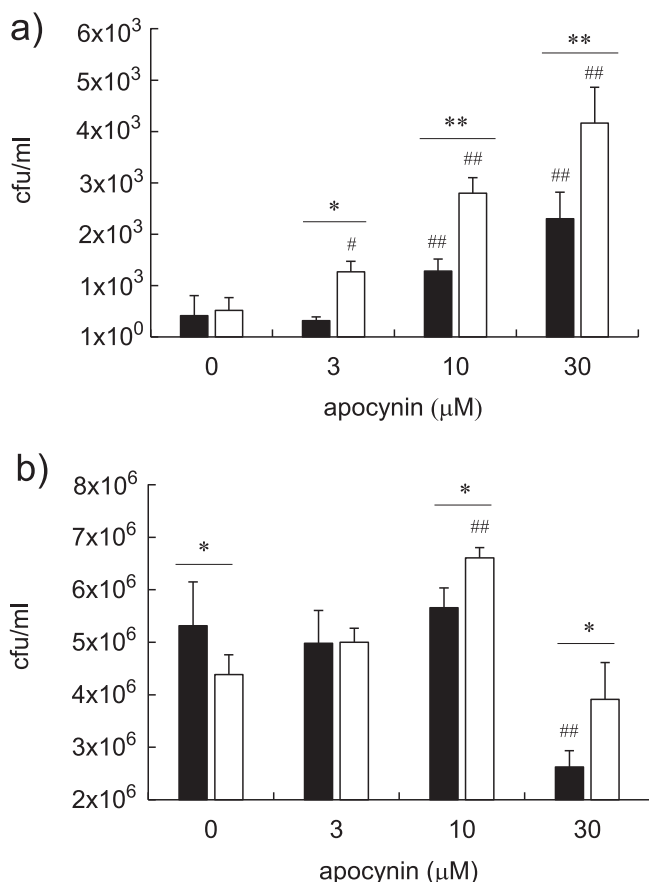 a)
cfu/ml
6x10³
5x10³
4x10³
3x10³
2x10³
1x10³
1x10⁰
*
#
**
##
##
**
##
##
0 3 10 30
apocynin (μM)
b)
cfu/ml
8x10⁶
7x10⁶
6x10⁶
5x10⁶
4x10⁶
3x10⁶
2x10⁶
*
*
##
*
##
0 3 10 30
apocynin (μM)